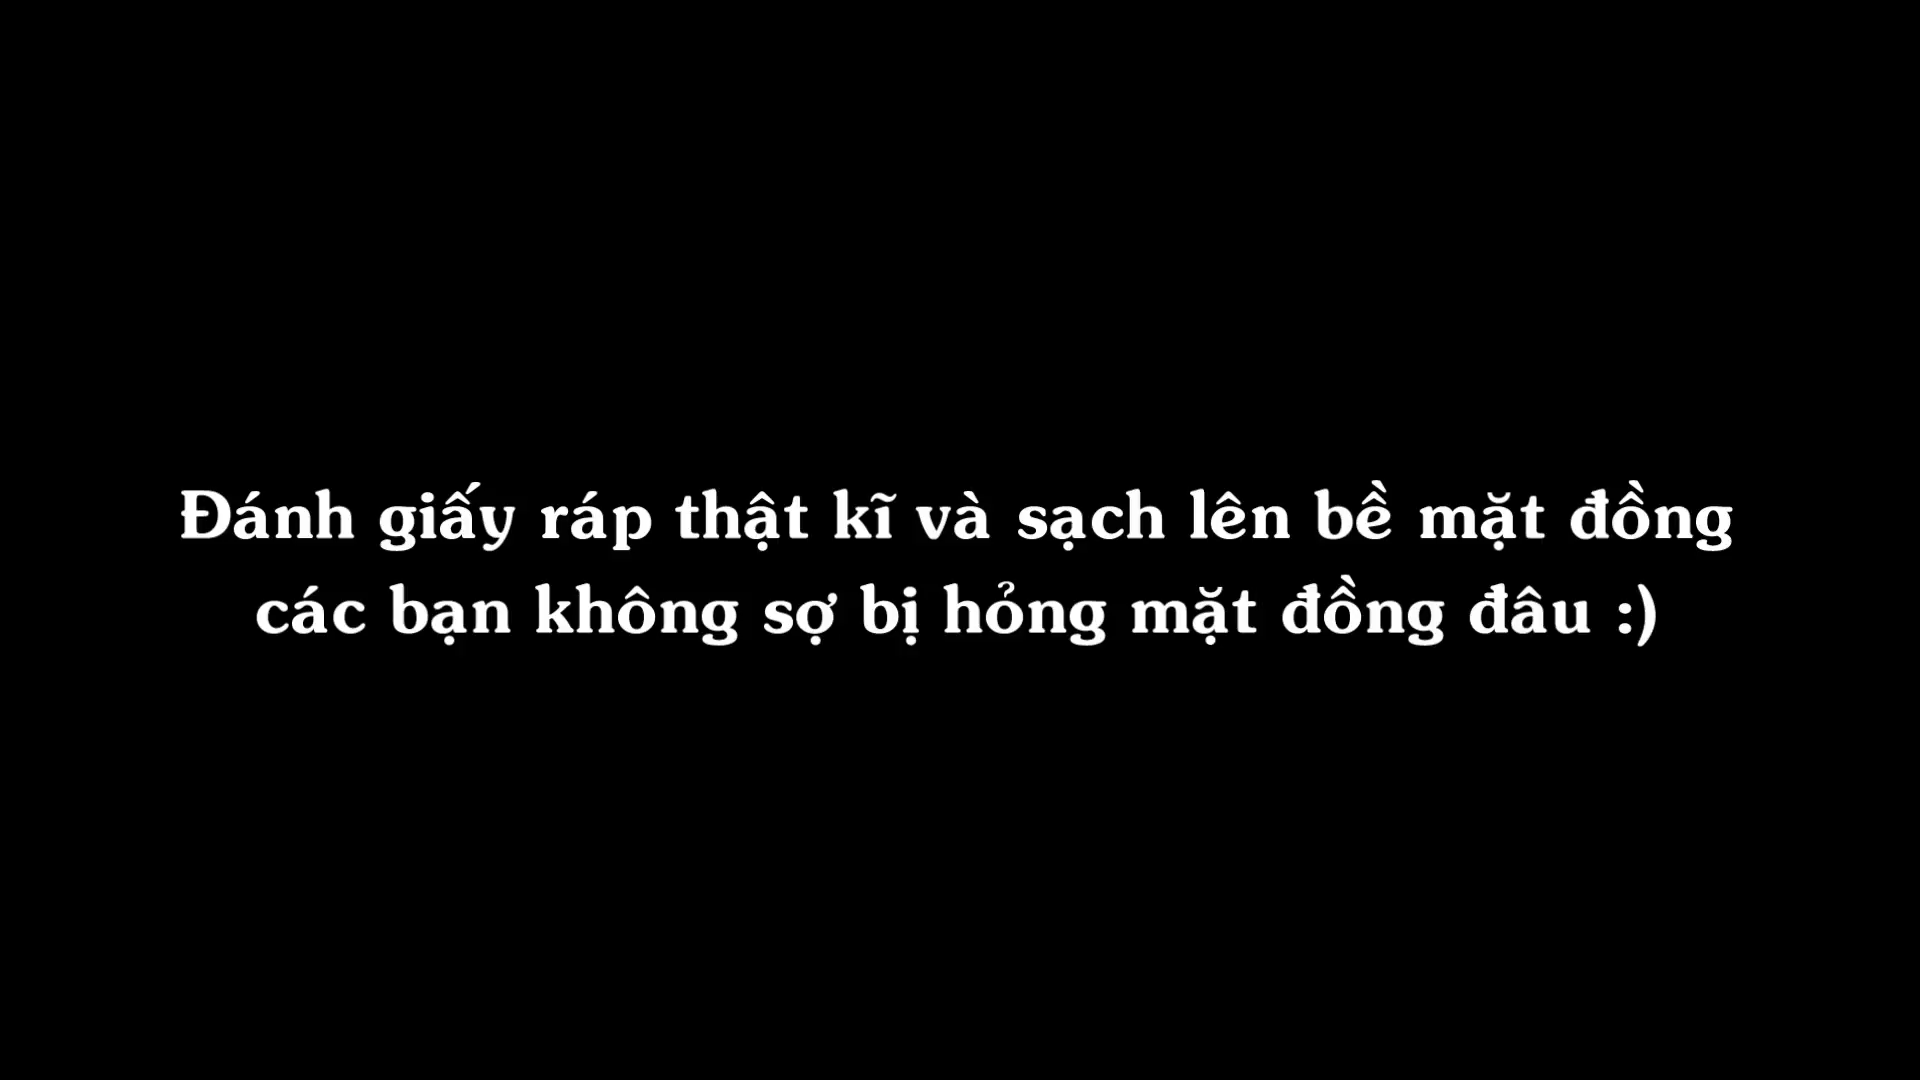 Đánh giấy ráp thật kĩ và sạch lên bề mặt đồng
các bạn không sợ bị hỏng mặt đồng đâu :)